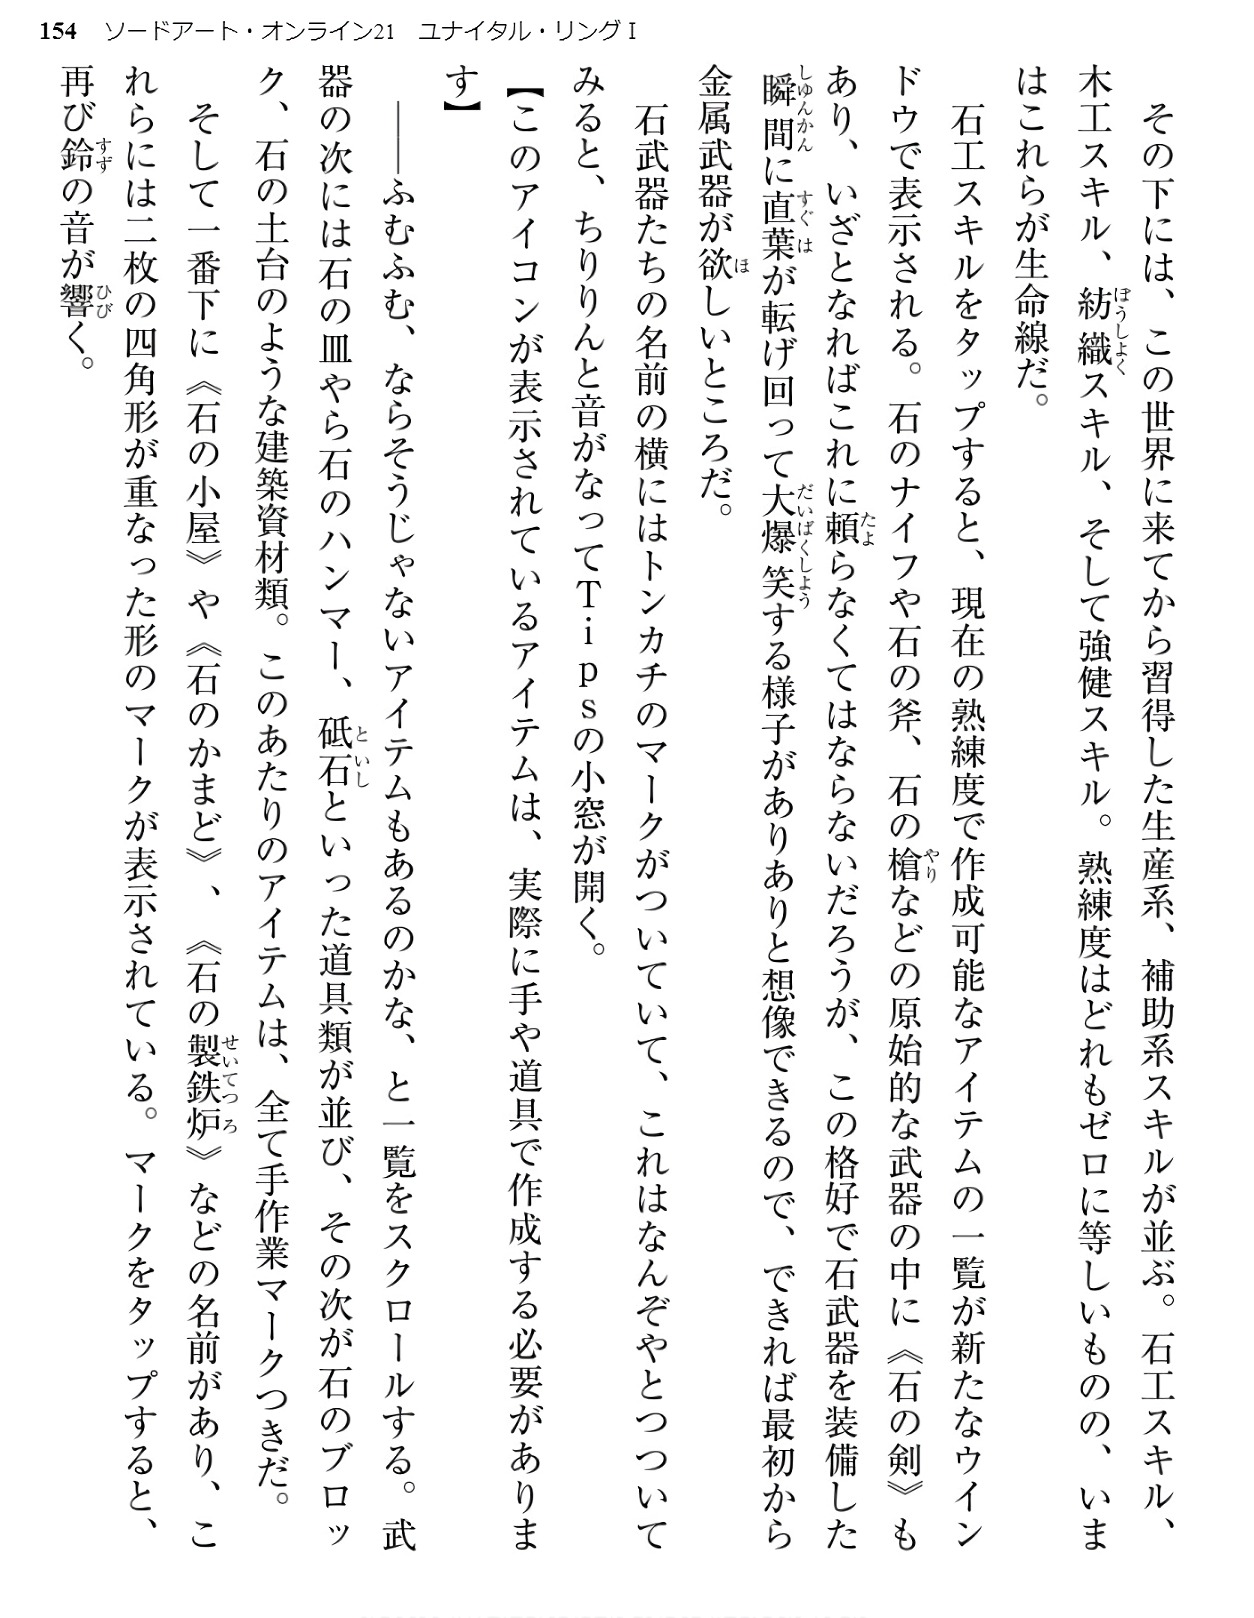 154　ソードアート・オンライン21　ユナイタル・リングⅠ
　その下には、この世界に来てから習得した生産系、補助系スキルが並ぶ。石工スキル、
木工スキル、紡織スキル、そして強健スキル。熟練度はどれもゼロに等しいものの、いま
はこれらが生命線だ。
　石工スキルをタップすると、現在の熟練度で作成可能なアイテムの一覧が新たなウイン
ドウで表示される。石のナイフや石の斧、石の槍などの原始的な武器の中に《石の剣》も
あり、いざとなればこれに頼らなくてはならないだろうが、この格好で石武器を装備した
瞬間に直葉が転げ回って大爆笑する様子がありありと想像できるので、できれば最初から
金属武器が欲しいところだ。
　石武器たちの名前の横にはトンカチのマークがついていて、これはなんぞやとつついて
みると、ちりりんと音がなってＴｉｐｓの小窓が開く。
【このアイコンが表示されているアイテムは、実際に手や道具で作成する必要がありま
す】
　――ふむふむ、ならそうじゃないアイテムもあるのかな、と一覧をスクロールする。武
器の次には石の皿やら石のハンマー、砥石といった道具類が並び、その次が石のブロッ
ク、石の土台のような建築資材類。このあたりのアイテムは、全て手作業マークつきだ。
　そして一番下に《石の小屋》や《石のかまど》、《石の製鉄炉》などの名前があり、こ
れらには二枚の四角形が重なった形のマークが表示されている。マークをタップすると、
再び鈴の音が響く。